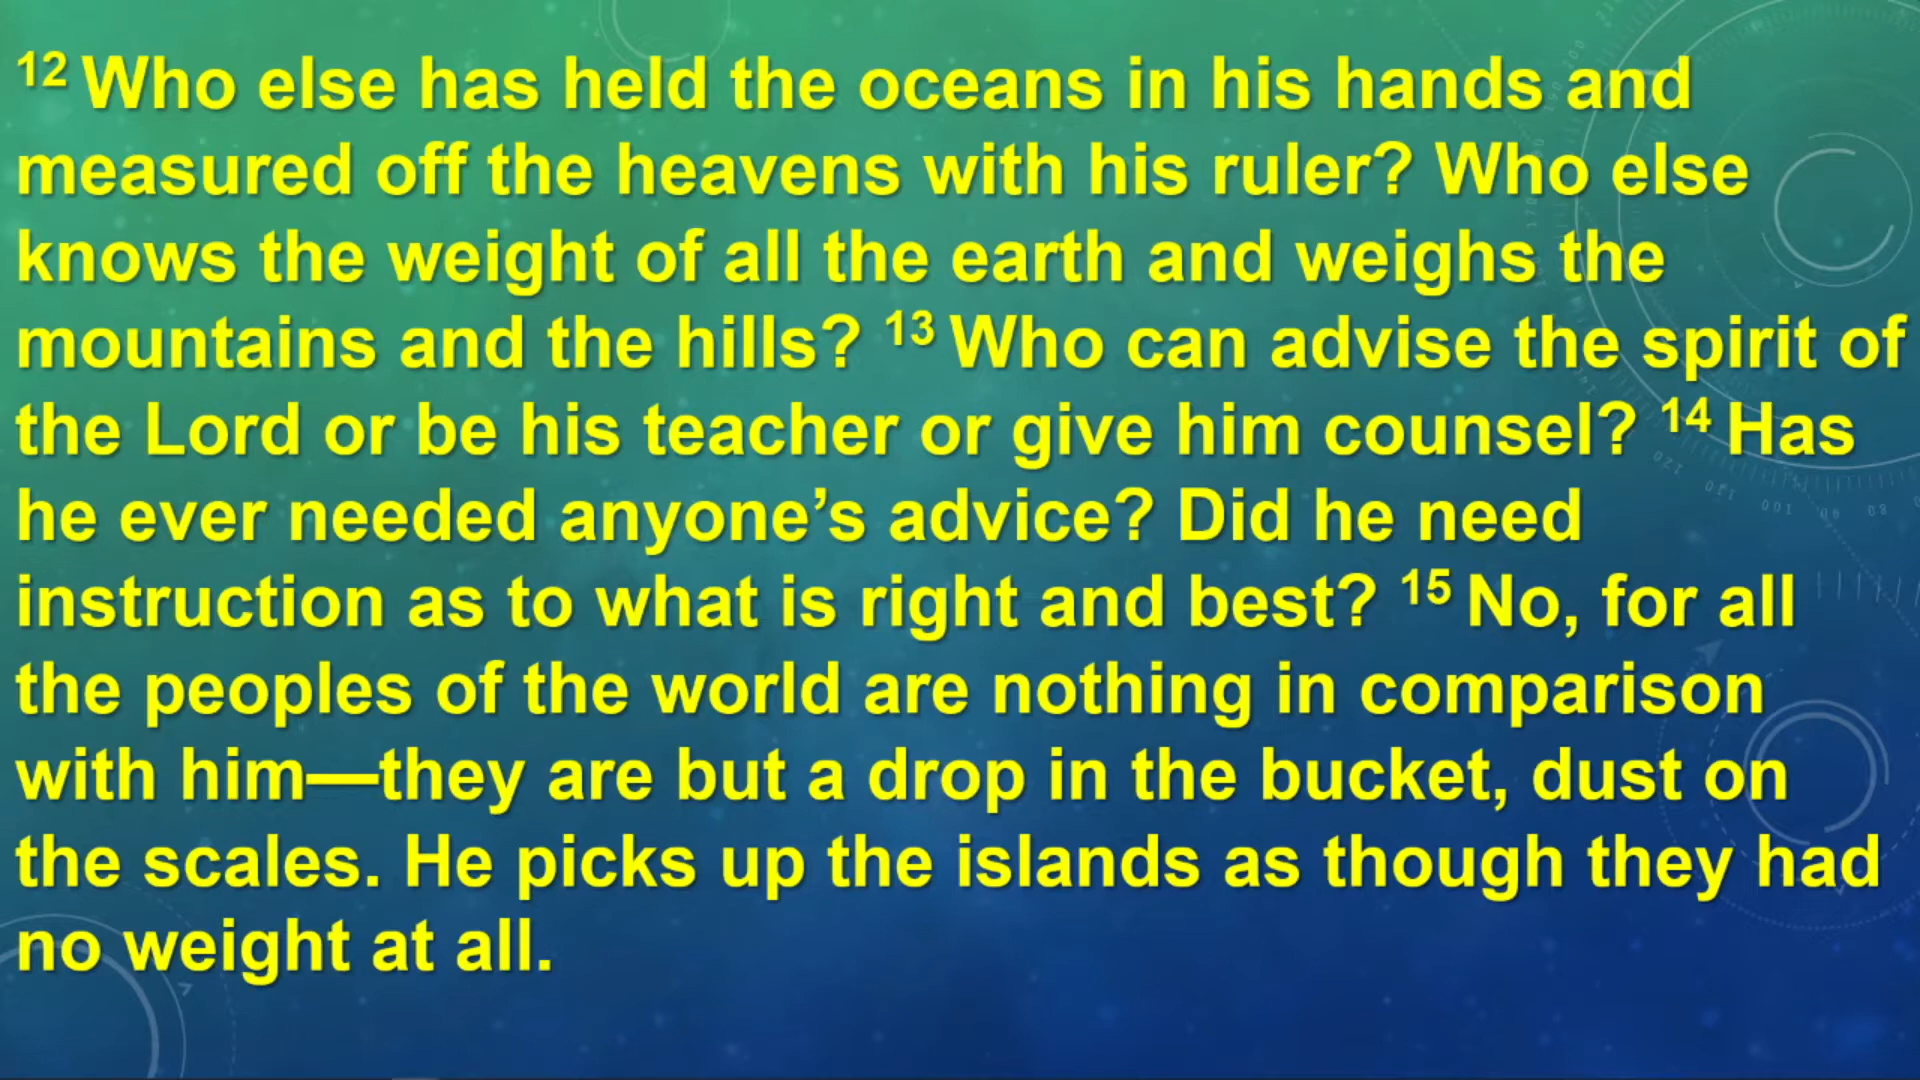 12 Who else has held the oceans in his hands and
measured off the heavens with his ruler? Who else
knows the weight of all the earth and weighs the
mountains and the hills? 13 Who can advise the spirit of
the Lord or be his teacher or give him counsel? 14 Has
he ever needed anyone’s advice? Did he need
instruction as to what is right and best? 15 No, for all
the peoples of the world are nothing in comparison
with him—they are but a drop in the bucket, dust on
the scales. He picks up the islands as though they had
no weight at all.